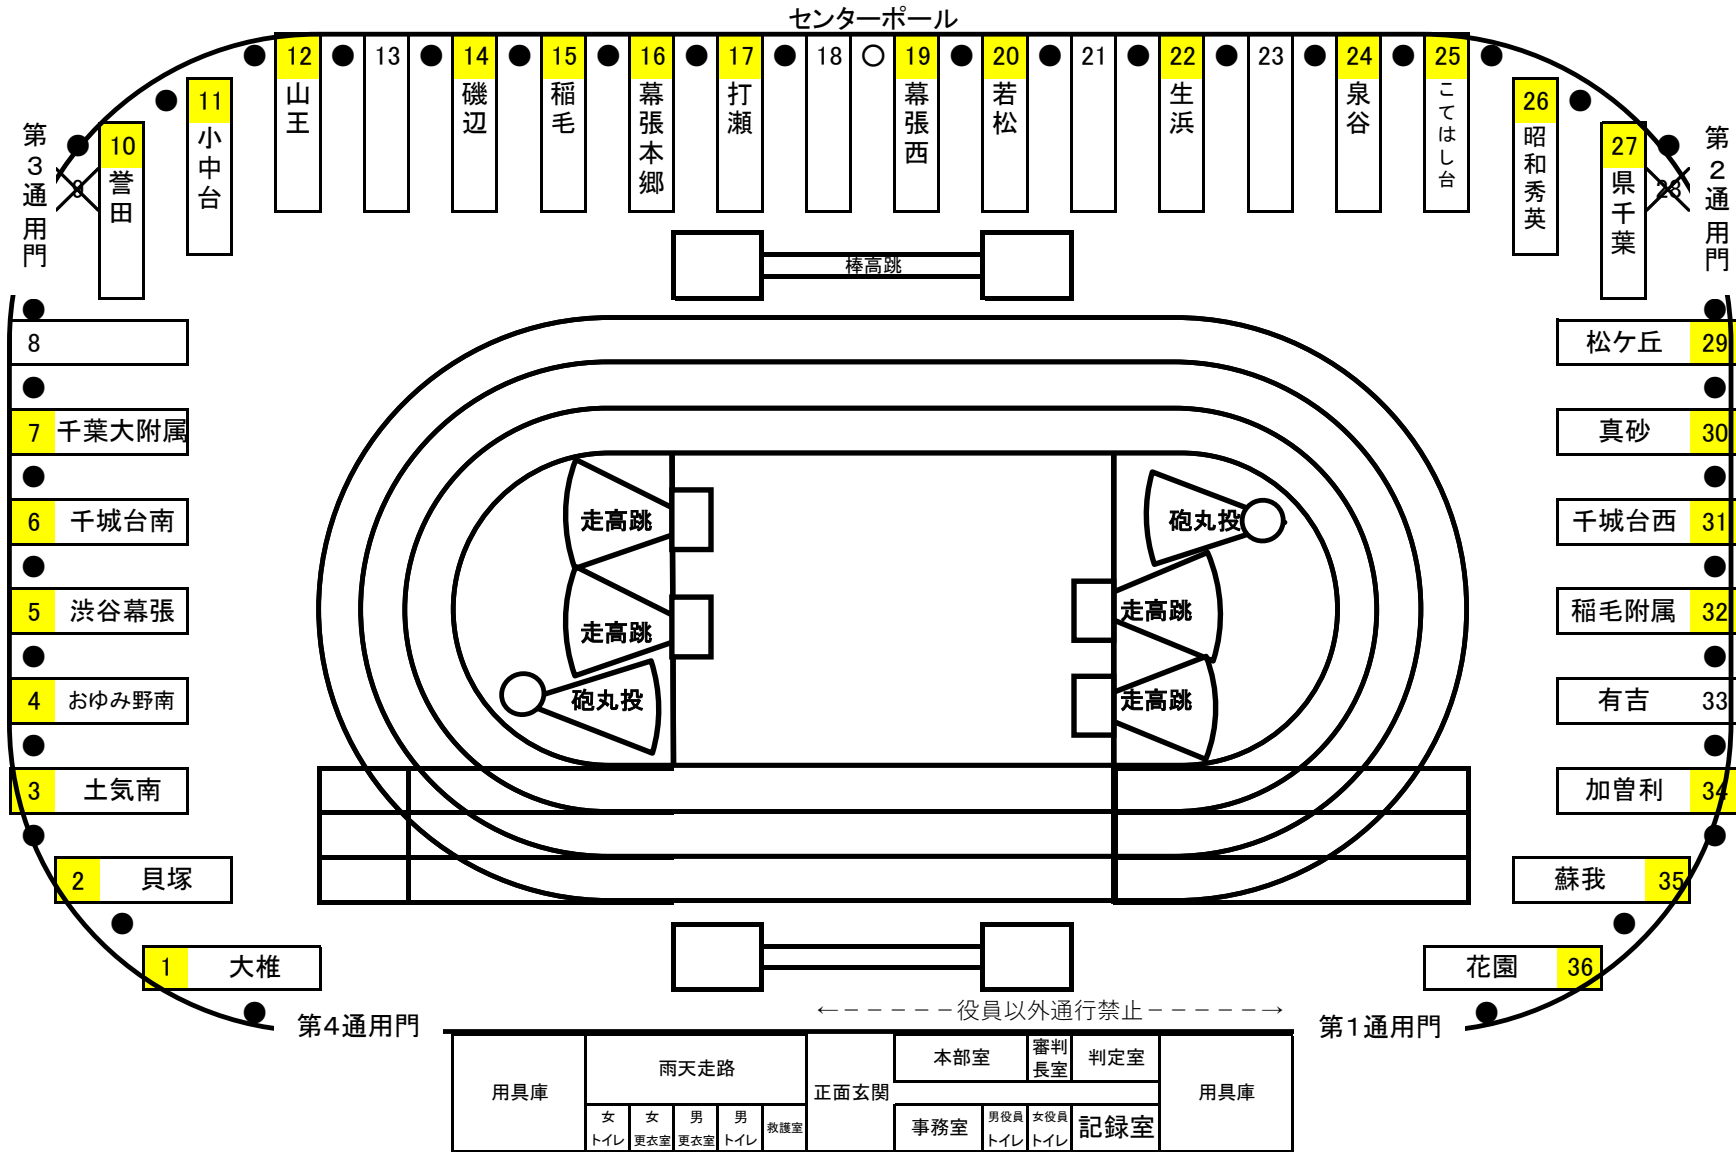 センターポール
12 山王
13
14 磯辺
15 稲毛
16 幕張本郷
17 打瀬
18
19 幕張西
20 若松
21
22 生浜
23
24 泉谷
25 こてはし台
11 小中台
26 昭和秀英
10 誉田
27 県千葉
第3通用門
9
28
第2通用門
棒高跳
8
松ケ丘 29
7 千葉大附属
真砂 30
6 千城台南
走高跳
砲丸投
千城台西 31
5 渋谷幕張
走高跳
走高跳
稲毛附属 32
4 おゆみ野南
砲丸投
走高跳
有吉 33
3 土気南
加曽利 34
2 貝塚
蘇我 35
1 大椎
花園 36
←-----役員以外通行禁止-----→
第4通用門
第1通用門
用具庫
雨天走路
正面玄関
本部室
審判
長室
判定室
用具庫
女
トイレ
女
更衣室
男
更衣室
男
トイレ
救護室
事務室
男役員
トイレ
女役員
トイレ
記録室